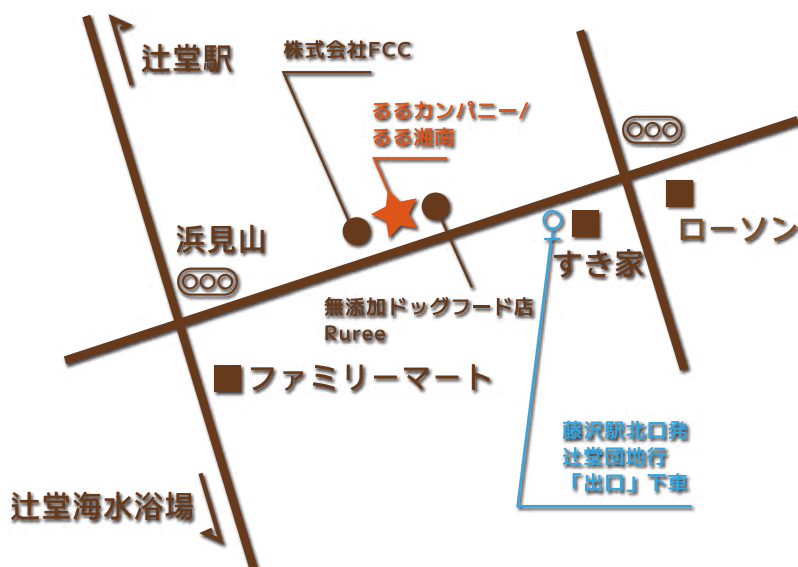 辻堂駅
株式会社FCC
るるカンパニー/
るる湘南
浜見山
ローソン
すき家
無添加ドッグフード店
Ruree
ファミリーマート
藤沢駅北口発
辻堂団地行
「出口」下車
辻堂海水浴場